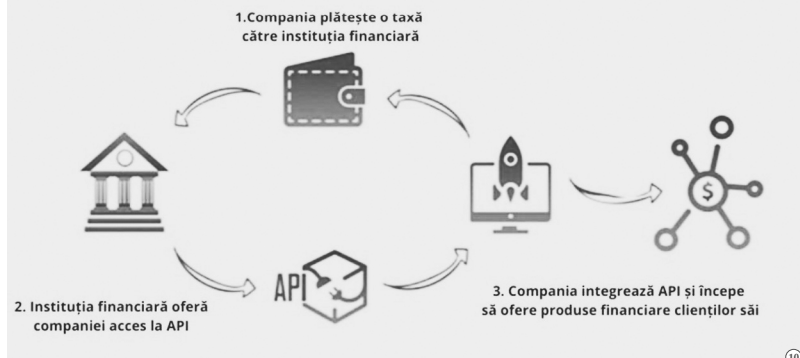 1.Compania plătește o taxă
către instituția financiară
API
2. Instituția financiară oferă
companiei acces la API
3. Compania integrează API și începe
să ofere produse financiare clienților săi
$